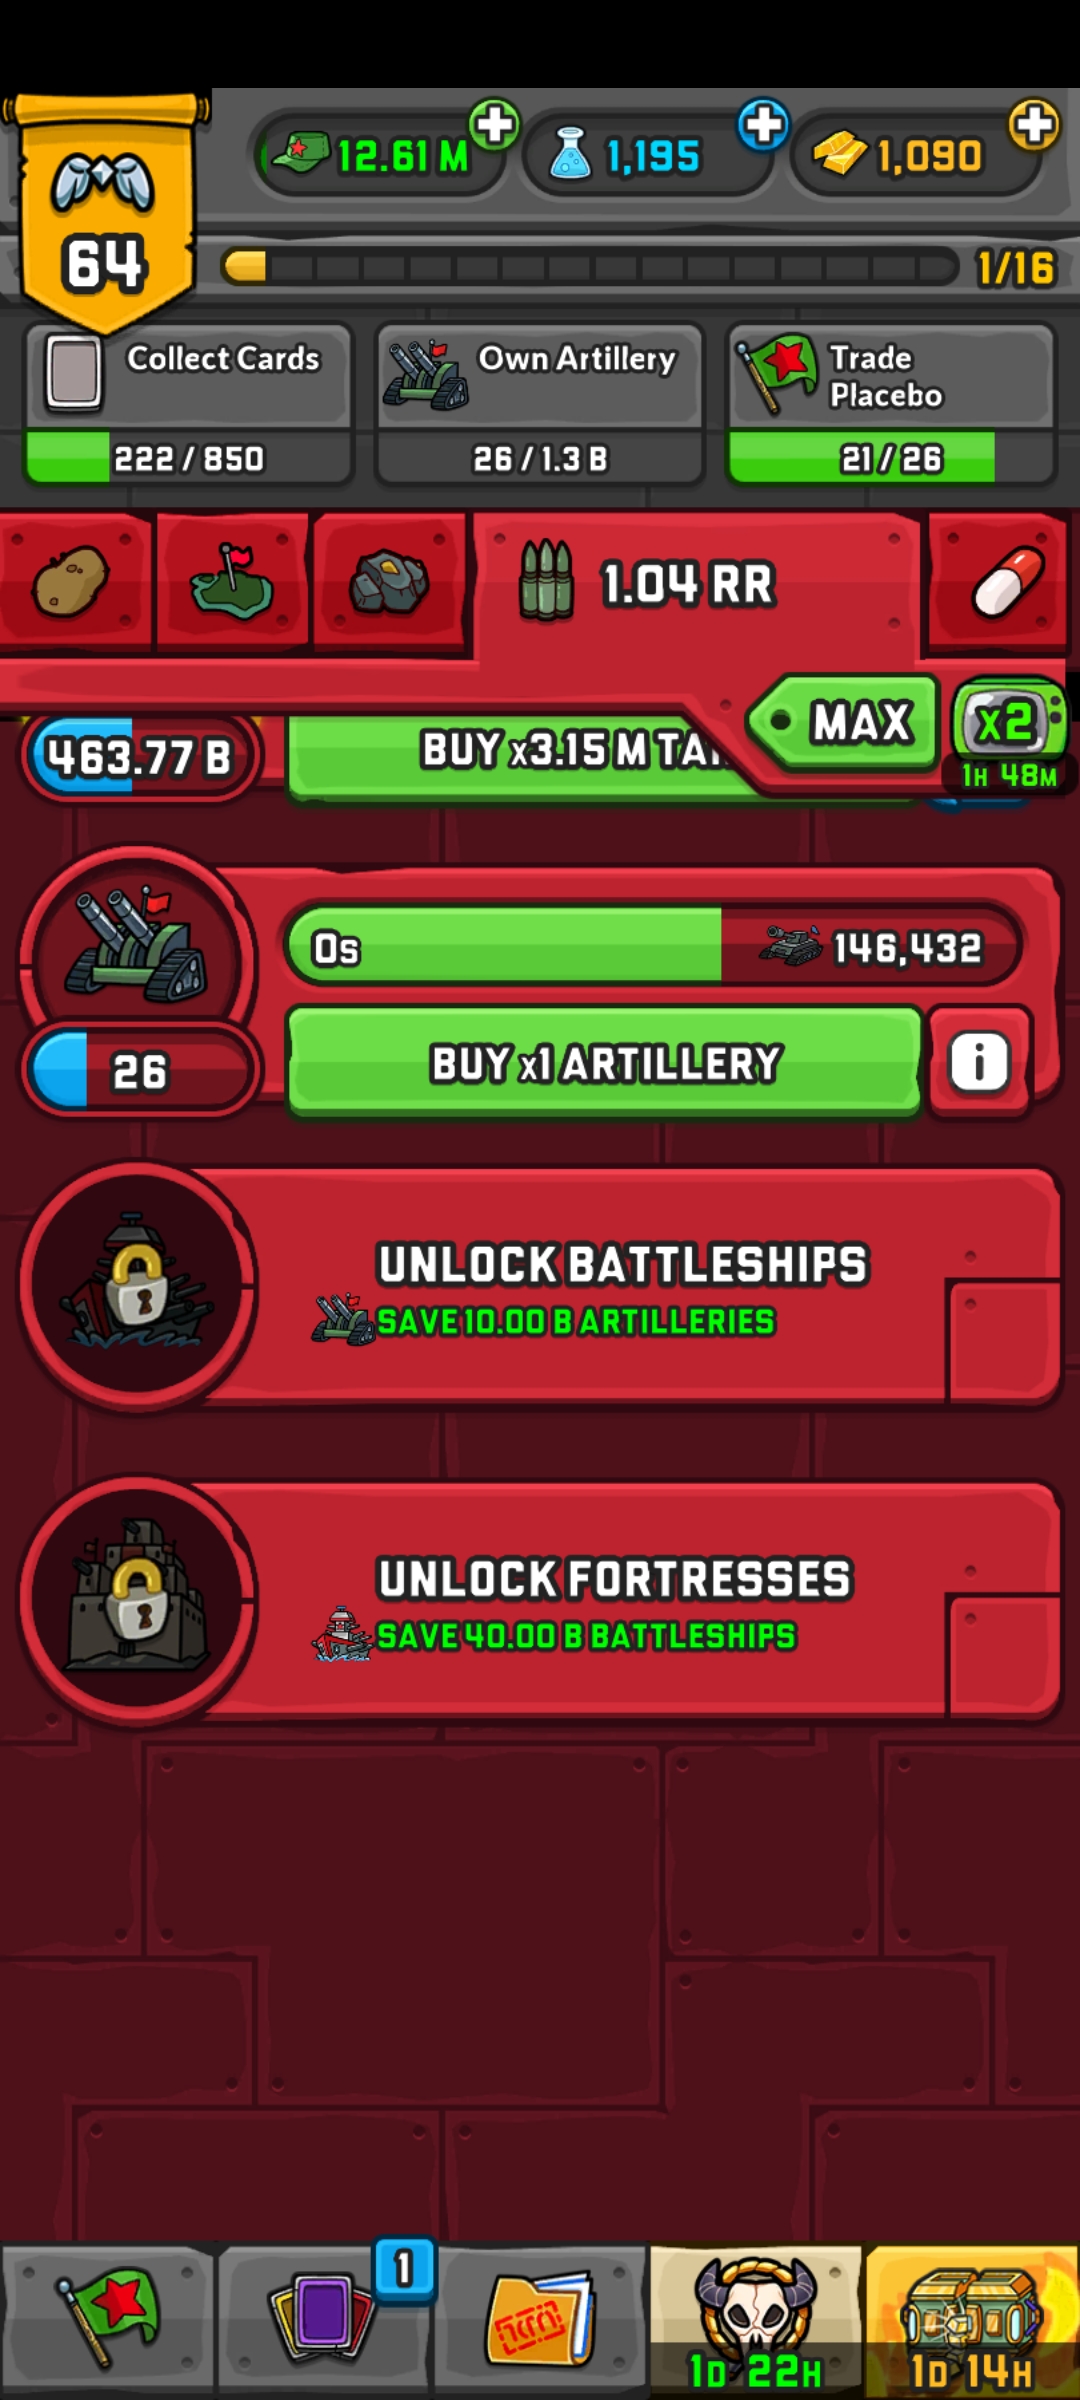 12.61 M
1,195
1,090
64
1/16
Collect Cards
222 / 850
Own Artillery
26 / 1.3 B
Trade
Placebo
21 / 26
1.04 RR
MAX
x2
1H 48M
463.77 B
BUY x3.15 M
0s
146,432
26
BUY x1 ARTILLERY
i
UNLOCK BATTLESHIPS
SAVE 10.00 B ARTILLERIES
UNLOCK FORTRESSES
SAVE 40.00 B BATTLESHIPS
1
1D 22H
1D 14H